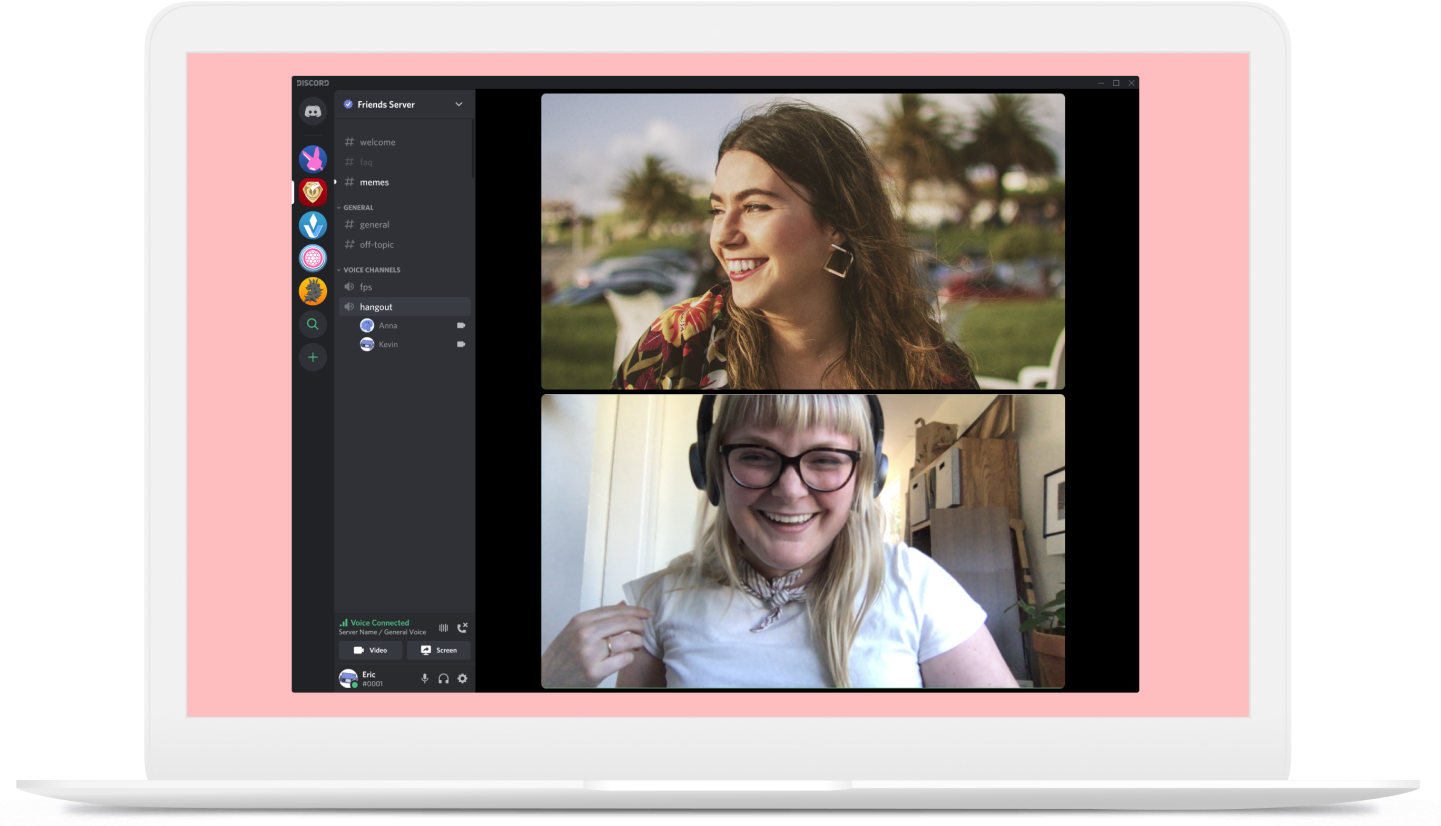 DISCORD
Friends Server
# welcome
# faq
# memes
GENERAL
# general
# off-topic
VOICE CHANNELS
fps
hangout
Anna
Kevin
Voice Connected
Server Name / General Voice
Video Screen
Eric
#0001